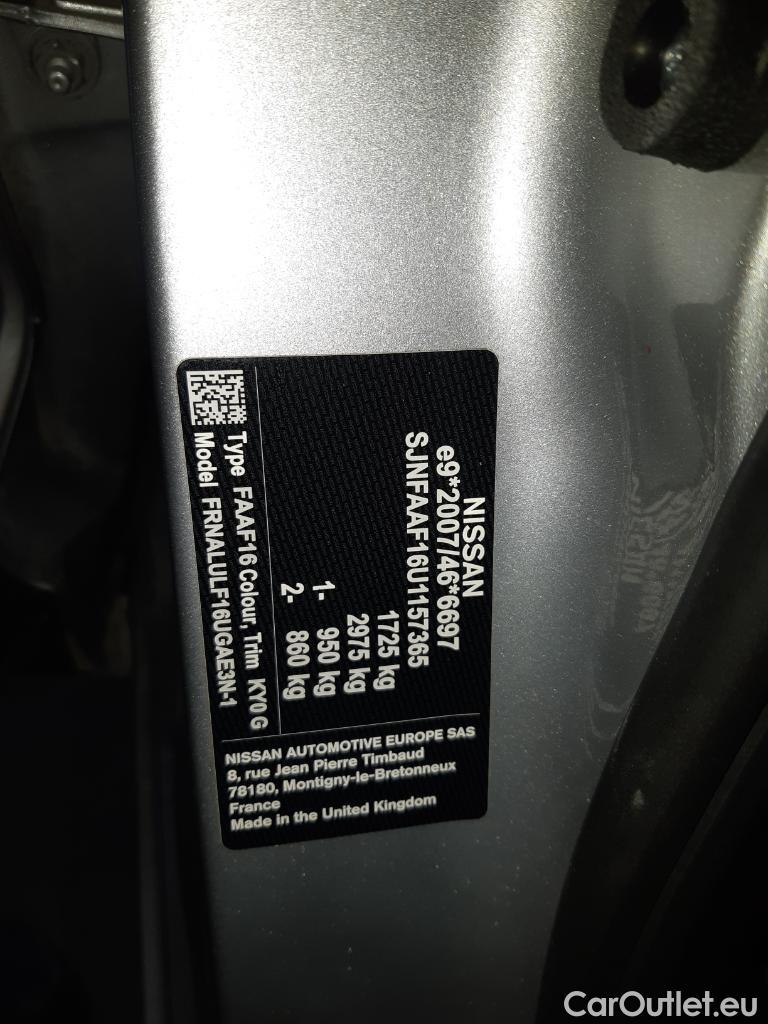 NISSAN
e9*2007/46*6697
SJNFAAF16U1157365
1725 kg
2975 kg
1- 950 kg
2- 860 kg
Type FAAF16 Colour, Trim KY0 G
Model FRNALULF16UGAE3N-1
NISSAN AUTOMOTIVE EUROPE SAS
8, rue Jean Pierre Timbaud
78180, Montigny-le-Bretonneux
France
Made in the United Kingdom
CarOutlet.eu